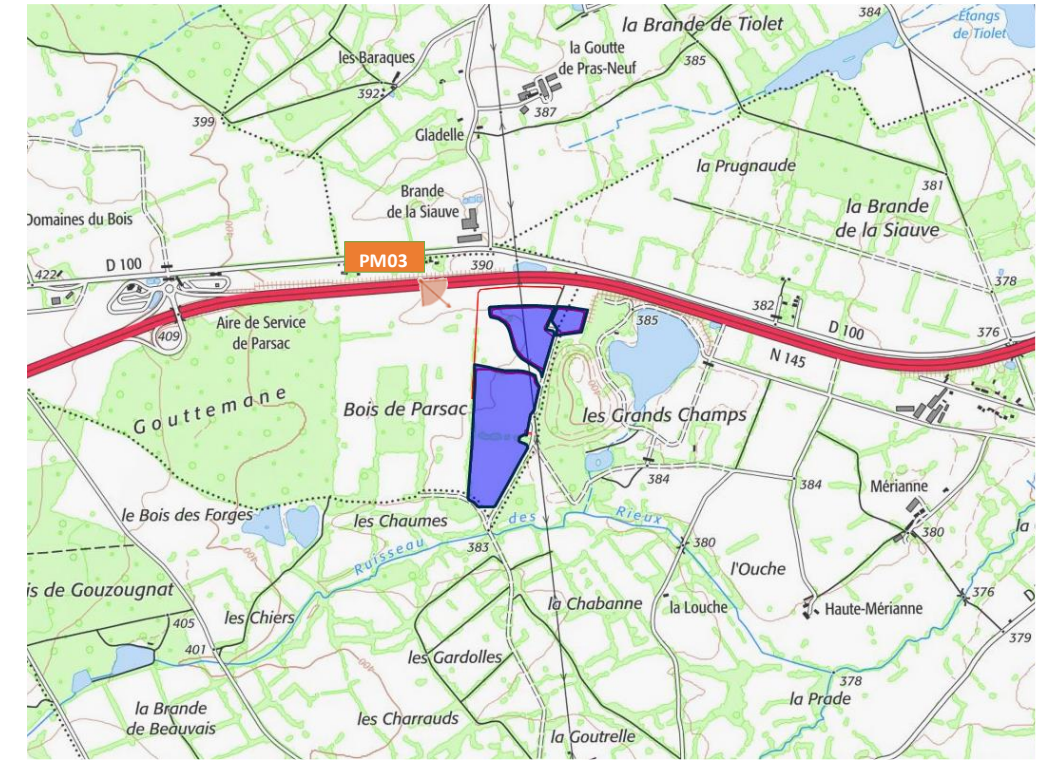 384
Étangs
de Tiolet
la Brande de Tiolet
la Goutte
de Pras-Neuf
385
les Baraques
392
387
399
Gladelle
la Prugnaude
381
Brande
de la Siauve
la Brande
de la Siauve
Domaines du Bois
D 100
PM03
390
422
378
382
385
409
Aire de Service
de Parsac
D 100
376
N 145
400
Gouttemane
Bois de Parsac
les Grands Champs
400
384
384
Mérianne
le Bois des Forges
les Chaumes
Ruisseau des Rieux
383
380
380
400
l'Ouche
is de Gouzougnat
376
les Chiers
la Chabanne
la Louche
Haute-Mérianne
405
379
401
les Gardolles
400
378
la Prade
la Brande
de Beauvais
les Charrauds
la Goutrelle